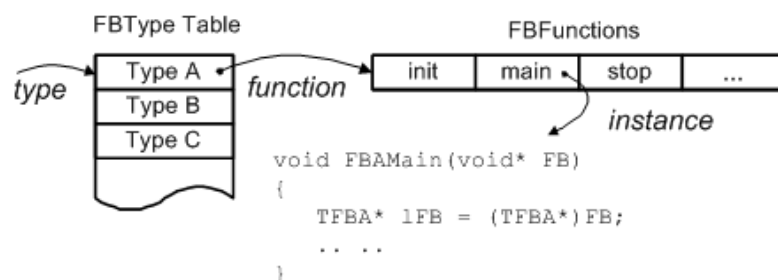 FBType Table
FBFunctions
type
Type A
function
init
main
stop
...
Type B
Type C
instance
void FBAMain(void* FB)
{
TFBA* lFB = (TFBA*)FB;
.. ..
}